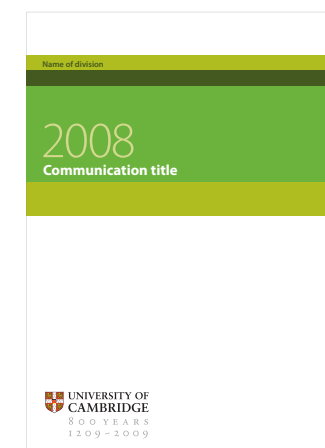 Name of division
2008
Communication title
UNIVERSITY OF
CAMBRIDGE
800 YEARS
1209~2009